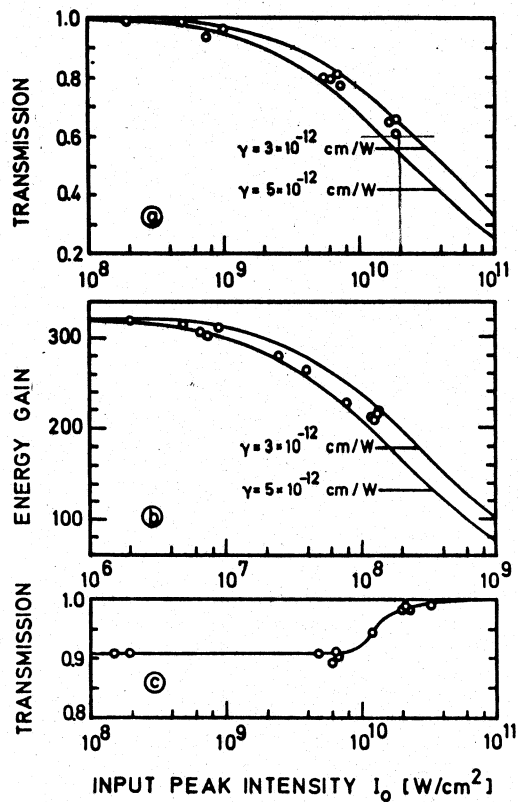 TRANSMISSION
1.0
0.8
0.6
0.4
0.2
γ = 3×10⁻¹² cm/W
γ = 5×10⁻¹² cm/W
ⓐ
10⁸ 10⁹ 10¹⁰ 10¹¹
ENERGY GAIN
300
200
100
γ = 3×10⁻¹² cm/W
γ = 5×10⁻¹² cm/W
ⓑ
10⁶ 10⁷ 10⁸ 10⁹
TRANSMISSION
1.0
0.9
0.8
ⓒ
10⁸ 10⁹ 10¹⁰ 10¹¹
INPUT PEAK INTENSITY I₀ [W/cm²]